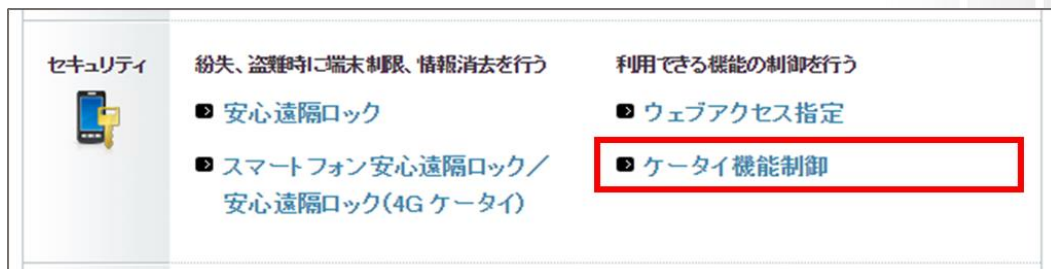 セキュリティ
紛失、盗難時に端末制限、情報消去を行う
安心遠隔ロック
スマートフォン安心遠隔ロック／
安心遠隔ロック(4G ケータイ)
利用できる機能の制御を行う
ウェブアクセス指定
ケータイ機能制御